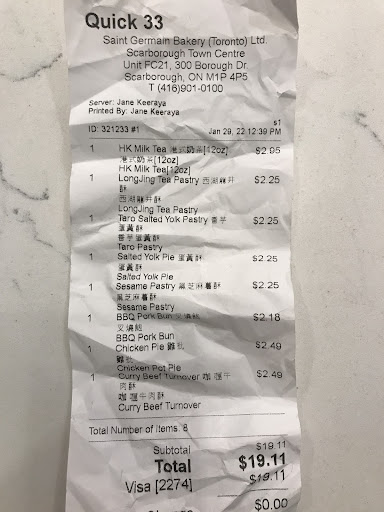 Quick 33
Saint Germain Bakery (Toronto) Ltd.
Scarborough Town Centre
Unit FC21, 300 Borough Dr.
Scarborough, ON M1P 4P5
T (416)901-0100
Server: Jane Keeraya
Printed By: Jane Keeraya
s1
ID: 321233 #1 Jan 29, 22 12:39 PM
1 HK Milk Tea 港式奶茶[12oz] $2.95
港式奶茶[12oz]
HK Milk Tea[12oz]
1 LongJing Tea Pastry 西湖龍井 $2.25
酥
西湖龍井
酥
LongJing Tea Pastry
1 Taro Salted Yolk Pastry 香芋 $2.25
蛋黃酥
香芋蛋黃酥
Taro Pastry
1 Salted Yolk Pie 蛋黃酥 $2.25
蛋黃酥
Salted Yolk Pie
1 Sesame Pastry 黑芝麻薯酥 $2.25
黑芝麻薯酥
Sesame Pastry
1 BBQ Pork Bun 叉燒飽 $2.18
叉燒飽
BBQ Pork Bun
1 Chicken Pie 雞批 $2.49
雞批
Chicken Pot Pie
1 Curry Beef Turnover 咖喱牛 $2.49
肉酥
咖喱牛肉酥
Curry Beef Turnover
Total Number of Items: 8
Subtotal $19.11
Total $19.11
Visa [2274] $19.11
$0.00